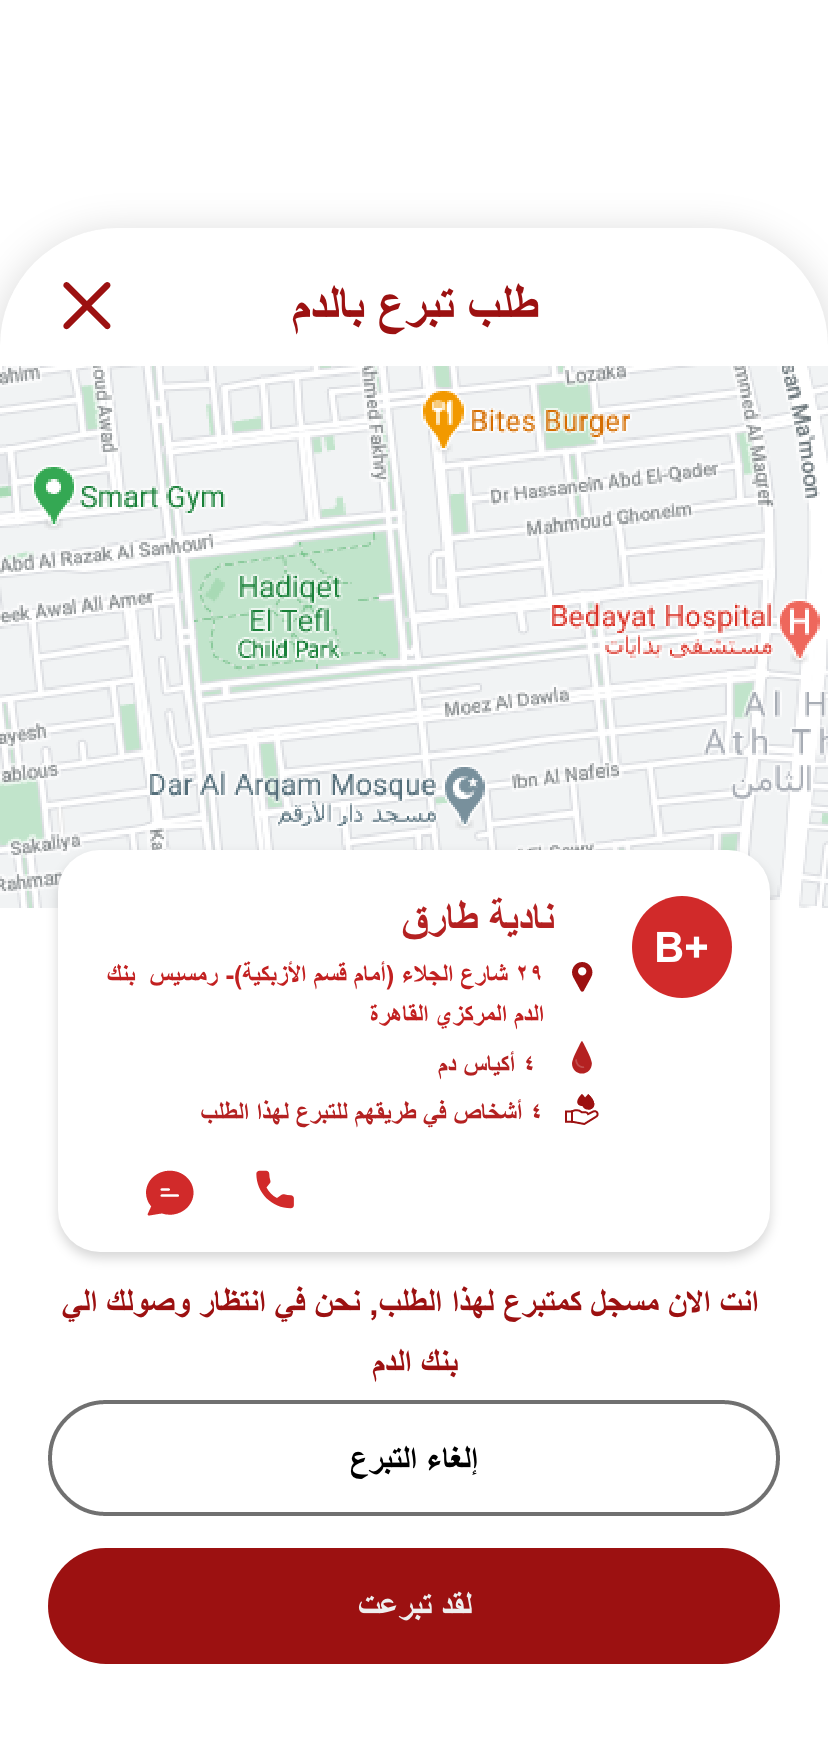 طلب تبرع بالدم
Lozaka
Bites Burger
Smart Gym
Dr Hassanein Abd El-Qader
Mahmoud Ghoneim
Abd Al Razak Al Sanhouri
Hadiqet
El Tefl
Child Park
eek Awal Ali Amer
Bedayat Hospital
مستشفى بدايات
Moez Al Dawla
Al H
Ath Th
الثامن
Ibn Al Nafeis
Dar Al Arqam Mosque
مسجد دار الأرقم
ayesh
ablous
Sakaliya
Rahmar
ahim
oud Awad
Ahmed Fakhry
mmed Al Maqref
san Ma'moon
نادية طارق
B+
٢٩ شارع الجلاء (أمام قسم الأزبكية)- رمسيس بنك
الدم المركزي القاهرة
٤ أكياس دم
٤ أشخاص في طريقهم للتبرع لهذا الطلب
انت الان مسجل كمتبرع لهذا الطلب, نحن في انتظار وصولك الي
بنك الدم
إلغاء التبرع
لقد تبرعت